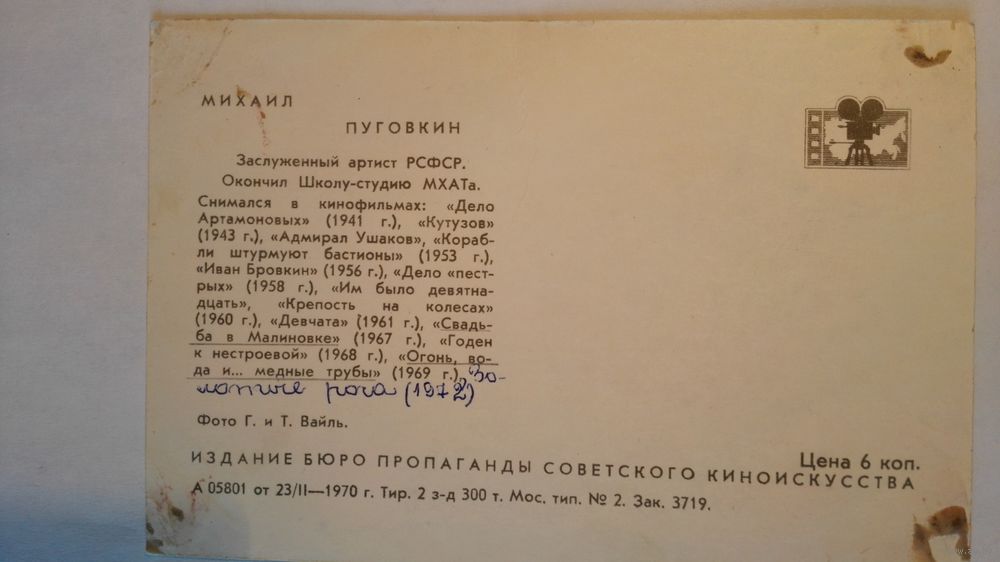 МИХАИЛ
ПУГОВКИН
Заслуженный артист РСФСР.
Окончил Школу-студию МХАТа.
Снимался в кинофильмах: «Дело
Артамоновых» (1941 г.), «Кутузов»
(1943 г.), «Адмирал Ушаков», «Кораб-
ли штурмуют бастионы» (1953 г.),
«Иван Бровкин» (1956 г.), «Дело «пест-
рых» (1958 г.), «Им было девятна-
дцать», «Крепость на колесах»
(1960 г.), «Девчата» (1961 г.), «Свадь-
ба в Малиновке» (1967 г.), «Годен
к нестроевой» (1968 г.), «Огонь, во-
да и... медные трубы» (1969 г.), Зо-
лотые рога (1972)
Фото Г. и Т. Вайль.
Цена 6 коп.
ИЗДАНИЕ БЮРО ПРОПАГАНДЫ СОВЕТСКОГО КИНОИСКУССТВА
А 05801 от 23/II—1970 г. Тир. 2 з-д 300 т. Мос. тип. № 2. Зак. 3719.